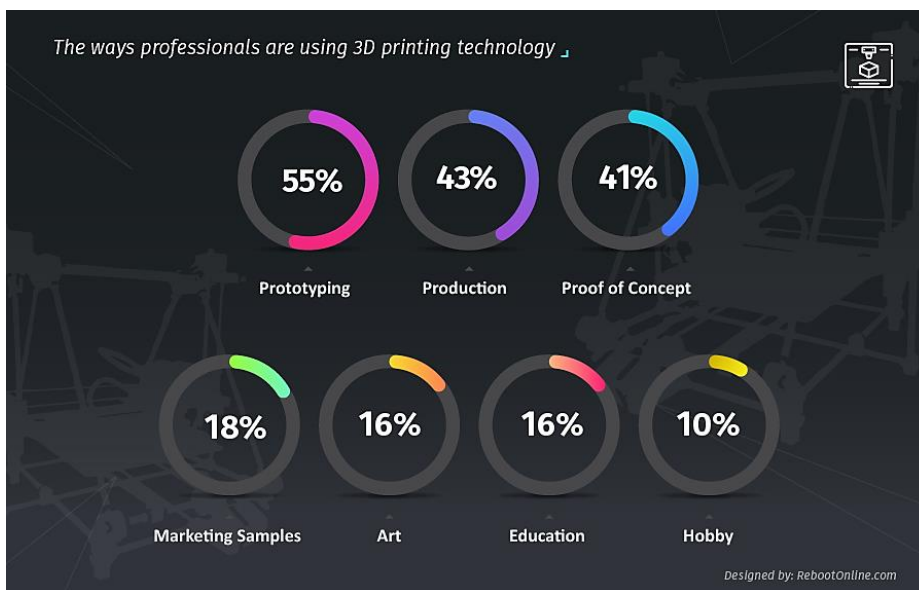 The ways professionals are using 3D printing technology
55%
43%
41%
Prototyping
Production
Proof of Concept
18%
16%
16%
10%
Marketing Samples
Art
Education
Hobby
Designed by: RebootOnline.com